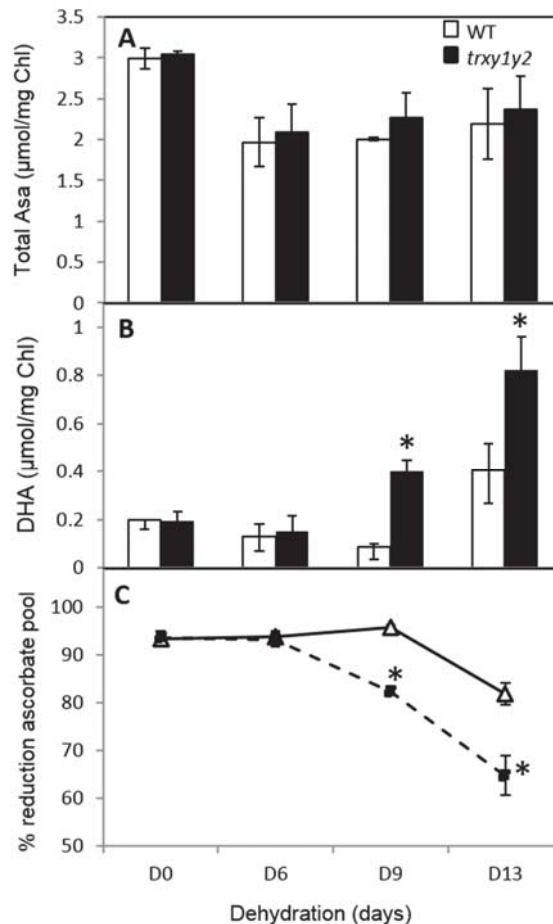 A
WT
trxy1y2
Total Asa (µmol/mg Chl)
3.5
3
2.5
2
1.5
1
0.5
0
B
DHA (µmol/mg Chl)
1
0.8
0.6
0.4
0.2
0
*
*
C
% reduction ascorbate pool
100
90
80
70
60
50
*
*
D0
D6
D9
D13
Dehydration (days)